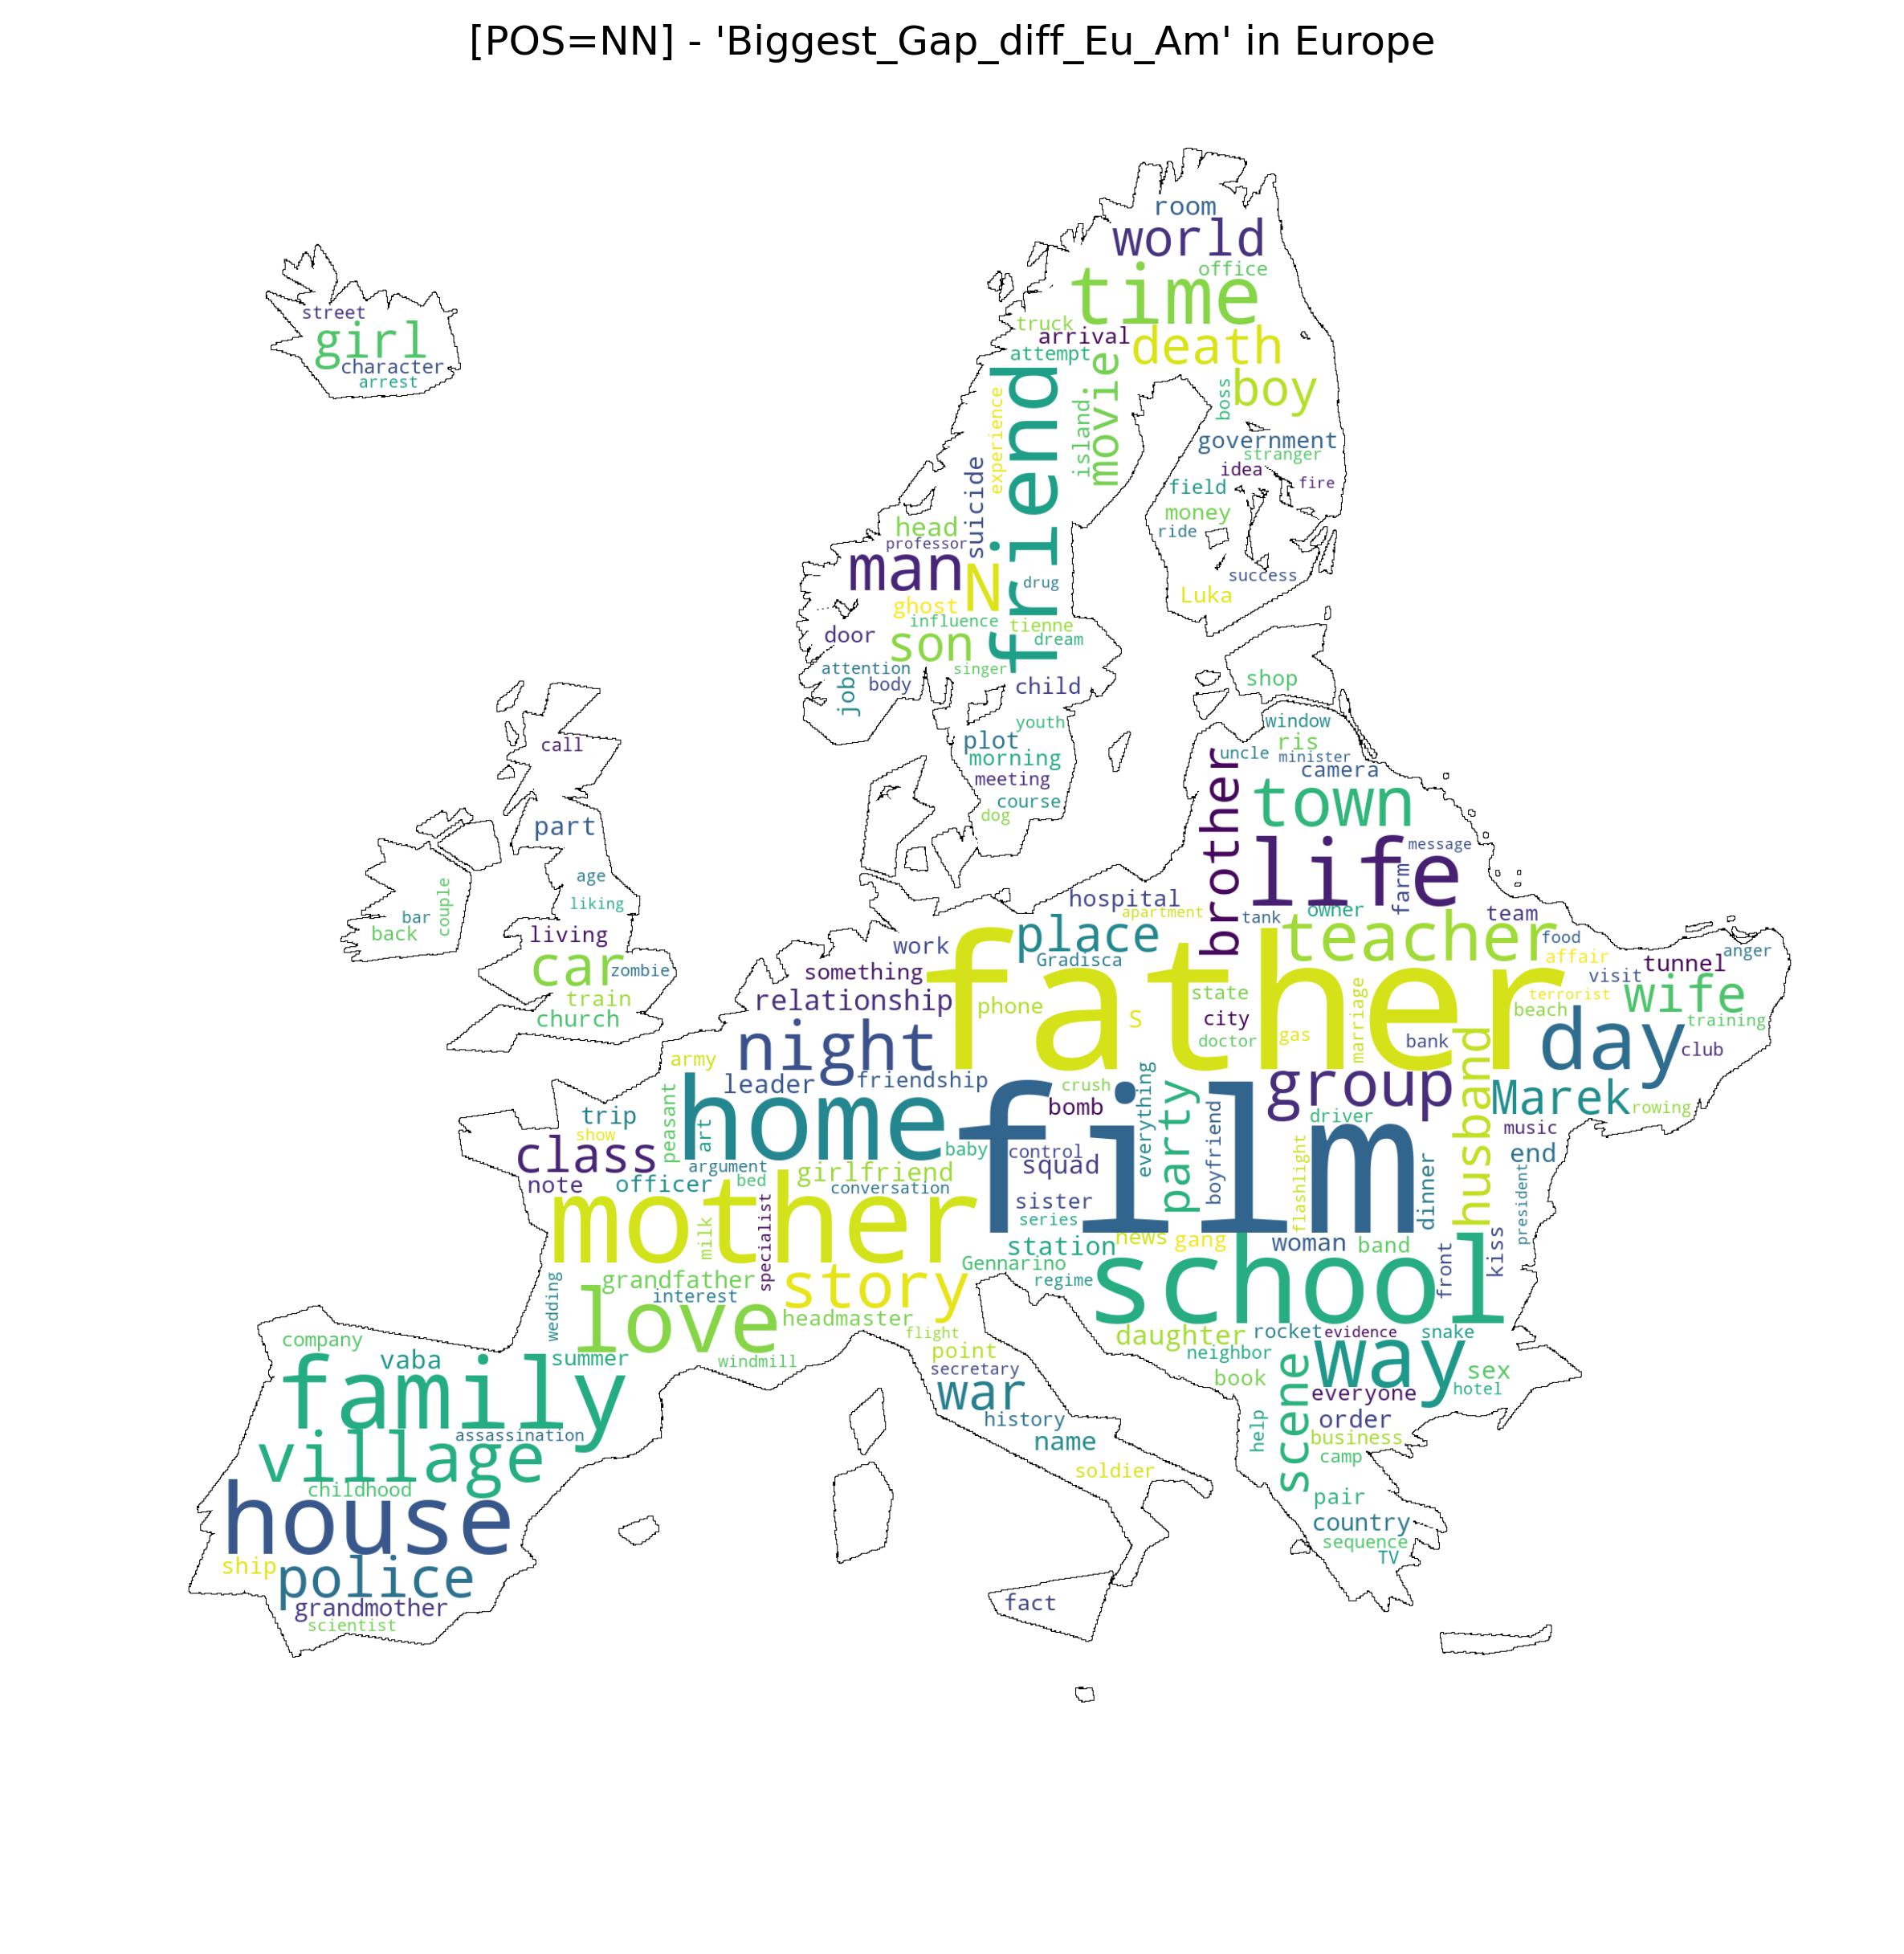 [POS=NN] - 'Biggest_Gap_diff_Eu_Am' in Europe
room
world
office
time
truck
arrival
attempt
death
movie
boy
boss
friend
island
experience
government
stranger
idea
fire
field
money
ride
suicide
head
professor
man
N
drug
success
Luka
ghost
influence
tienne
door
son
dream
attention
singer
job
body
child
shop
street
girl
character
arrest
youth
plot
morning
meeting
course
dog
window
ris
uncle
minister
camera
brother
town
life
message
farm
call
part
age
liking
couple
bar
back
living
car
zombie
train
church
hospital
apartment
tank
owner
team
place
teacher
food
affair
anger
work
Gradisca
something
father
visit
tunnel
terrorist
wife
relationship
phone
S
state
city
doctor
gas
marriage
bank
beach
training
night
day
club
army
leader
friendship
crush
bomb
everything
party
group
driver
husband
Marek
rowing
music
home
peasant
art
trip
show
class
note
officer
argument
bed
girlfriend
conversation
baby
control
squad
sister
series
film
boyfriend
flashlight
dinner
end
president
mother
milk
specialist
station
news
gang
woman
band
front
kiss
Gennarino
regime
school
grandfather
interest
story
wedding
love
headmaster
flight
point
windmill
secretary
daughter
rocket
evidence
snake
neighbor
way
book
sex
hotel
everyone
scene
order
business
help
camp
company
vaba
summer
family
assassination
village
childhood
war
history
name
soldier
house
ship
police
grandmother
scientist
fact
pair
country
sequence
TV